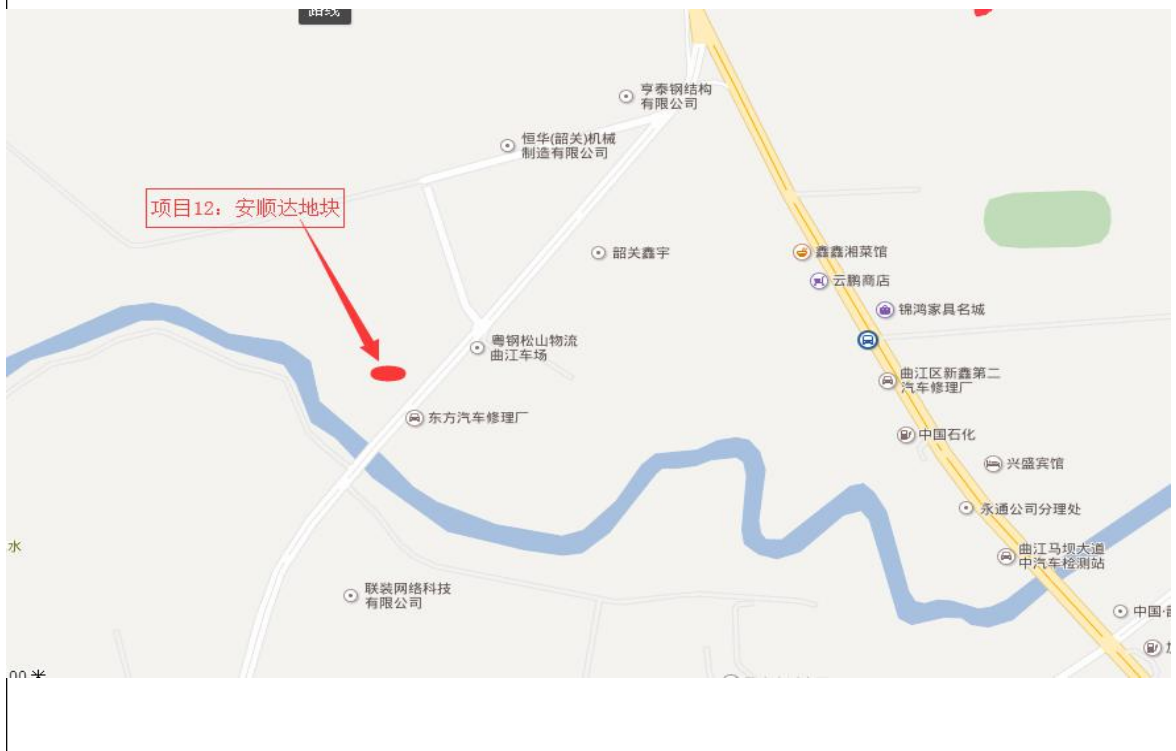 路线
亨泰钢结构
有限公司
恒华(韶关)机械
制造有限公司
项目12：安顺达地块
韶关鑫宇
鑫鑫湘菜馆
云鹏商店
锦鸿家具名城
粤钢松山物流
曲江车场
曲江区新鑫第二
汽车修理厂
东方汽车修理厂
中国石化
兴盛宾馆
永通公司分理处
水
曲江马坝大道
中汽车检测站
联装网络科技
有限公司
中国·
00 米